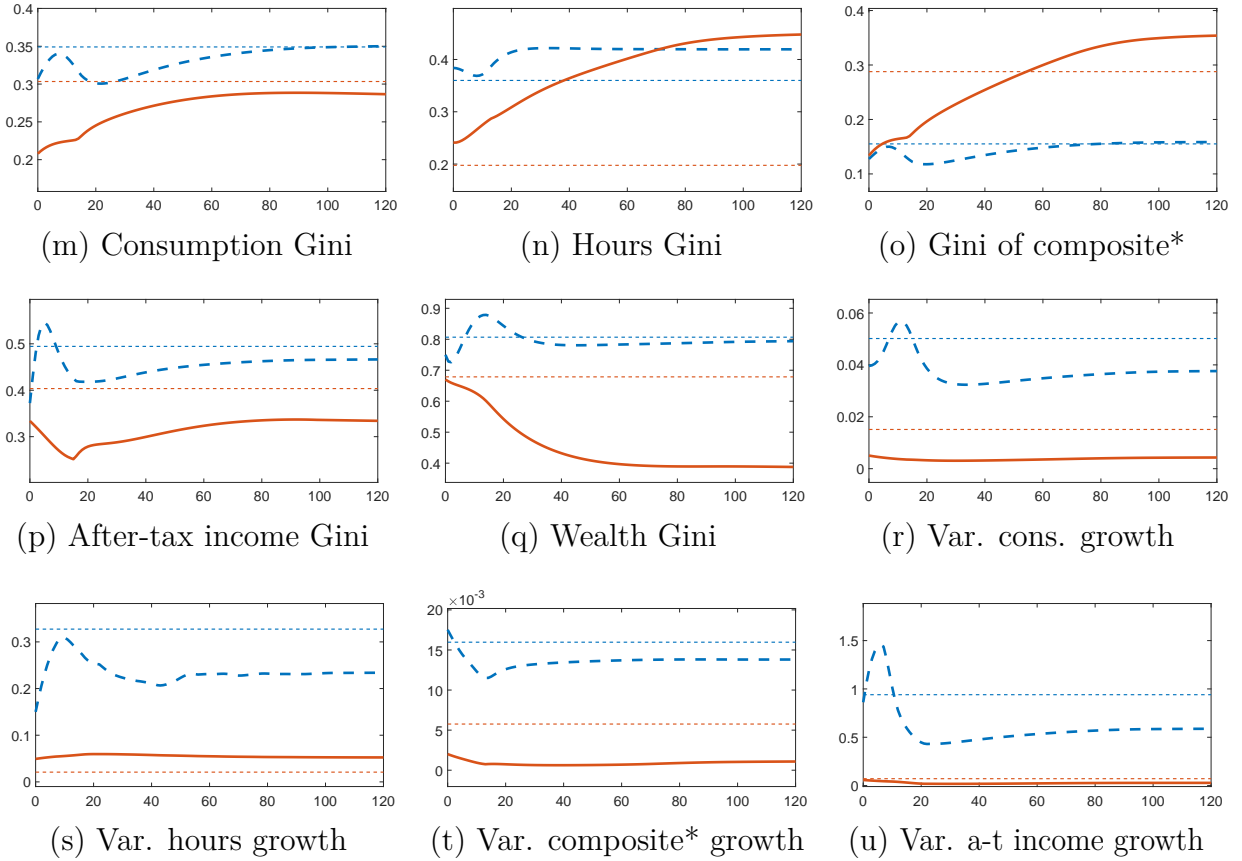 0.4
0.35
0.3
0.25
0.2
0 20 40 60 80 100 120
(m) Consumption Gini
0.4
0.3
0.2
0 20 40 60 80 100 120
(n) Hours Gini
0.4
0.3
0.2
0.1
0 20 40 60 80 100 120
(o) Gini of composite*
0.5
0.4
0.3
0 20 40 60 80 100 120
(p) After-tax income Gini
0.9
0.8
0.7
0.6
0.5
0.4
0 20 40 60 80 100 120
(q) Wealth Gini
0.06
0.04
0.02
0
0 20 40 60 80 100 120
(r) Var. cons. growth
0.3
0.2
0.1
0
0 20 40 60 80 100 120
(s) Var. hours growth
×10⁻³
20
15
10
5
0
0 20 40 60 80 100 120
(t) Var. composite* growth
1.5
1
0.5
0
0 20 40 60 80 100 120
(u) Var. a-t income growth